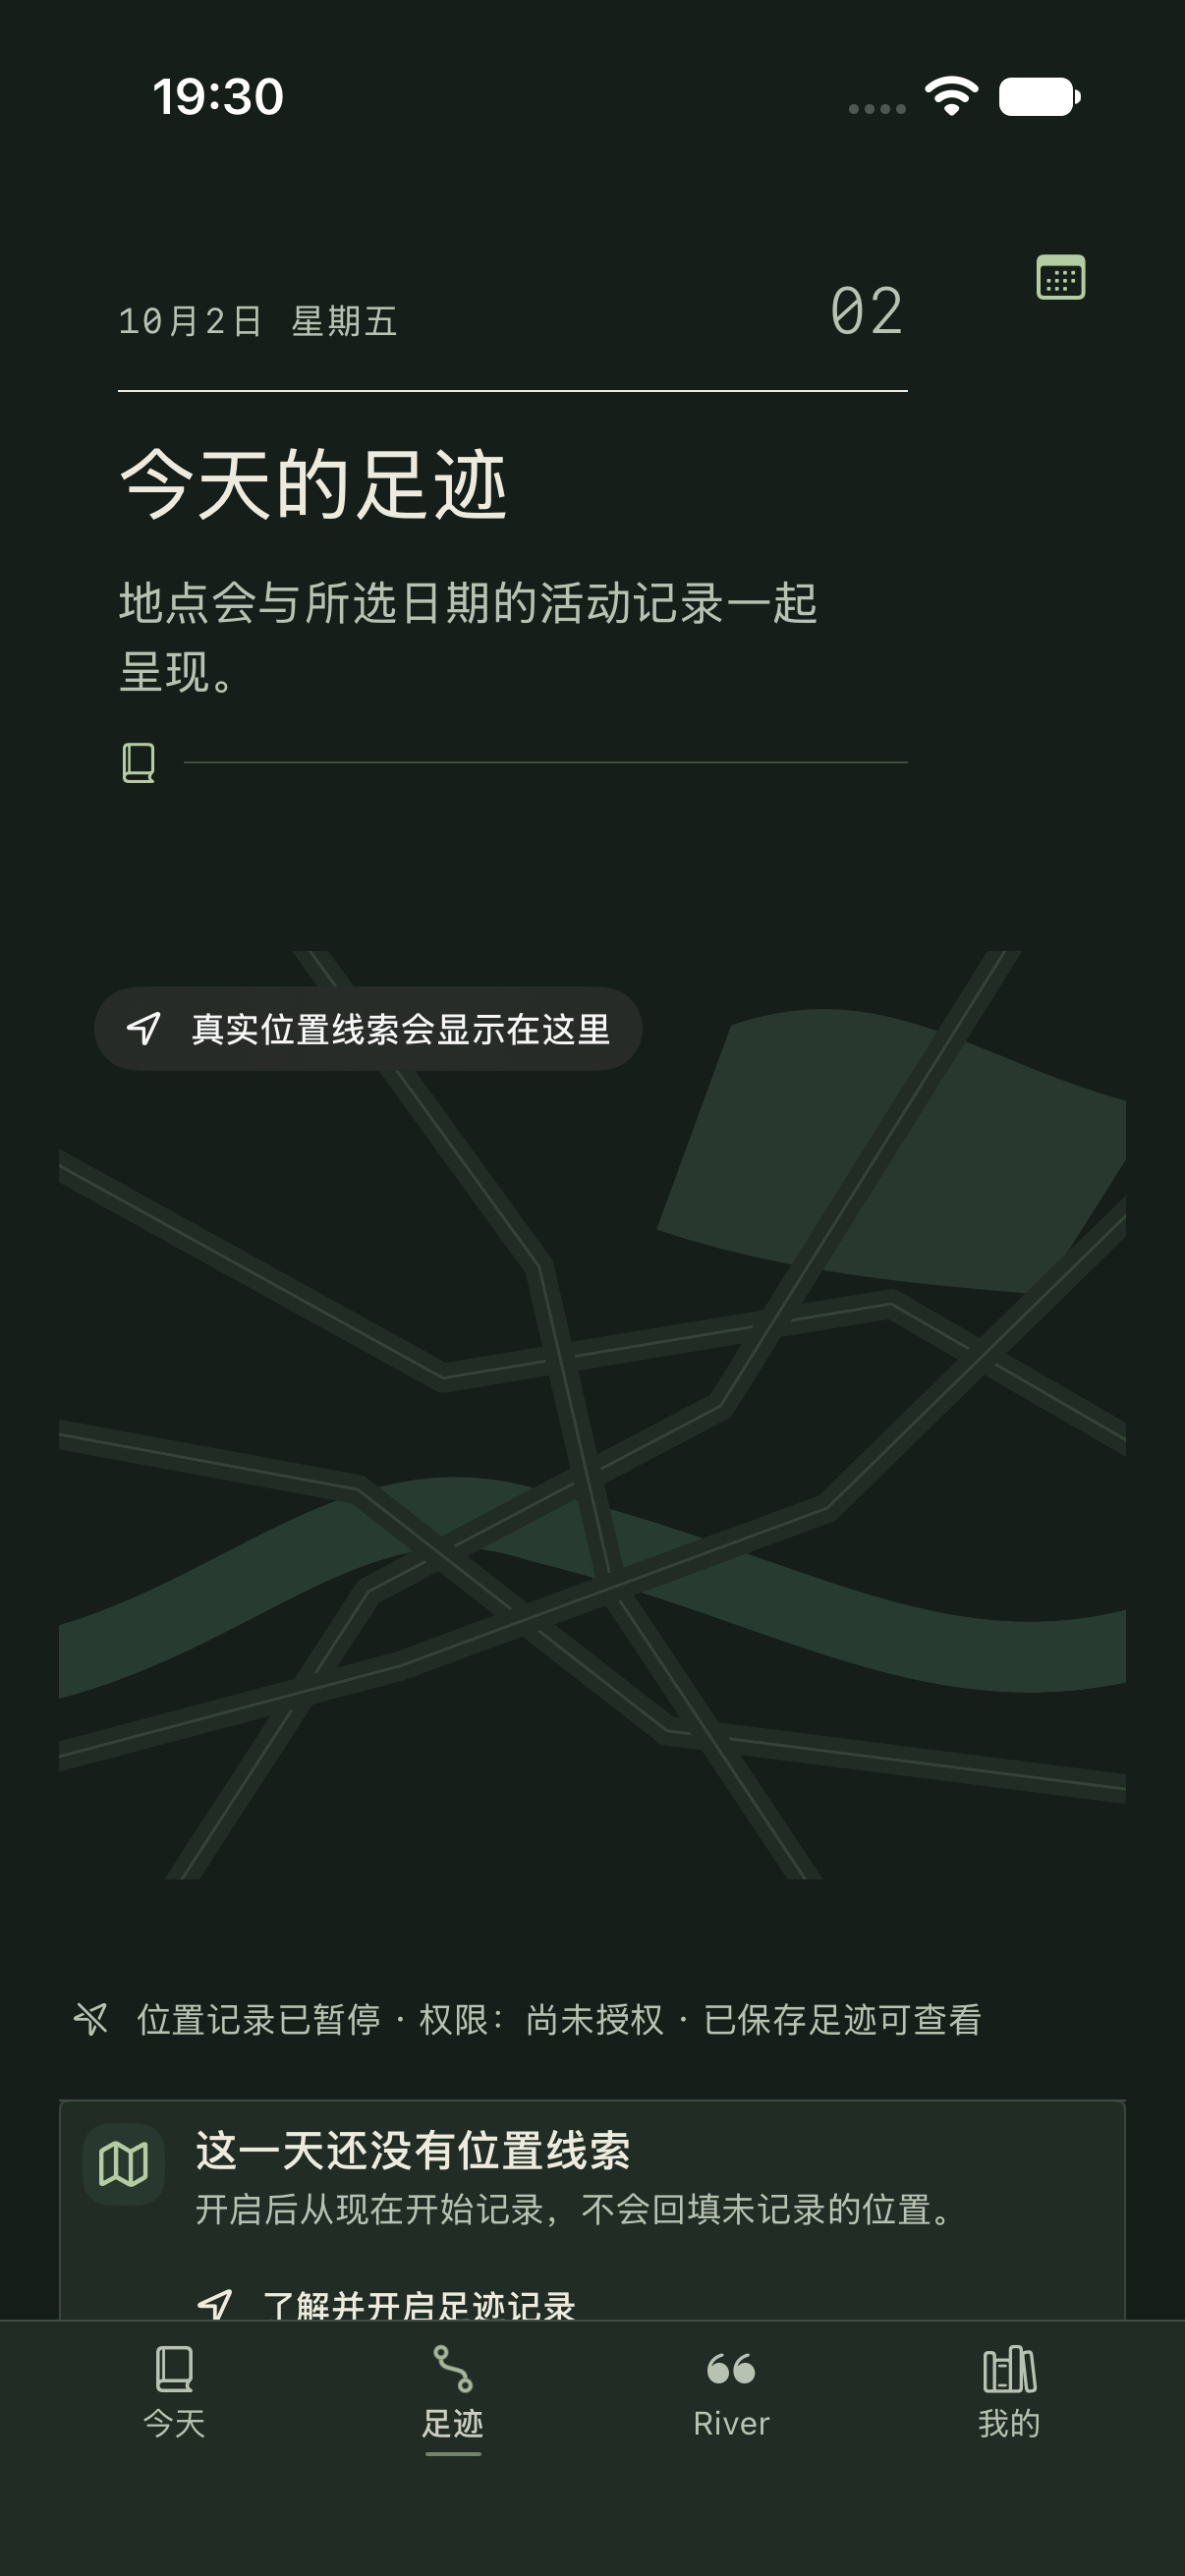 19:30
10月2日 星期五
02
今天的足迹
地点会与所选日期的活动记录一起
呈现。
真实位置线索会显示在这里
位置记录已暂停 · 权限：尚未授权 · 已保存足迹可查看
这一天还没有位置线索
开启后从现在开始记录，不会回填未记录的位置。
了解并开启足迹记录
今天
足迹
River
我的